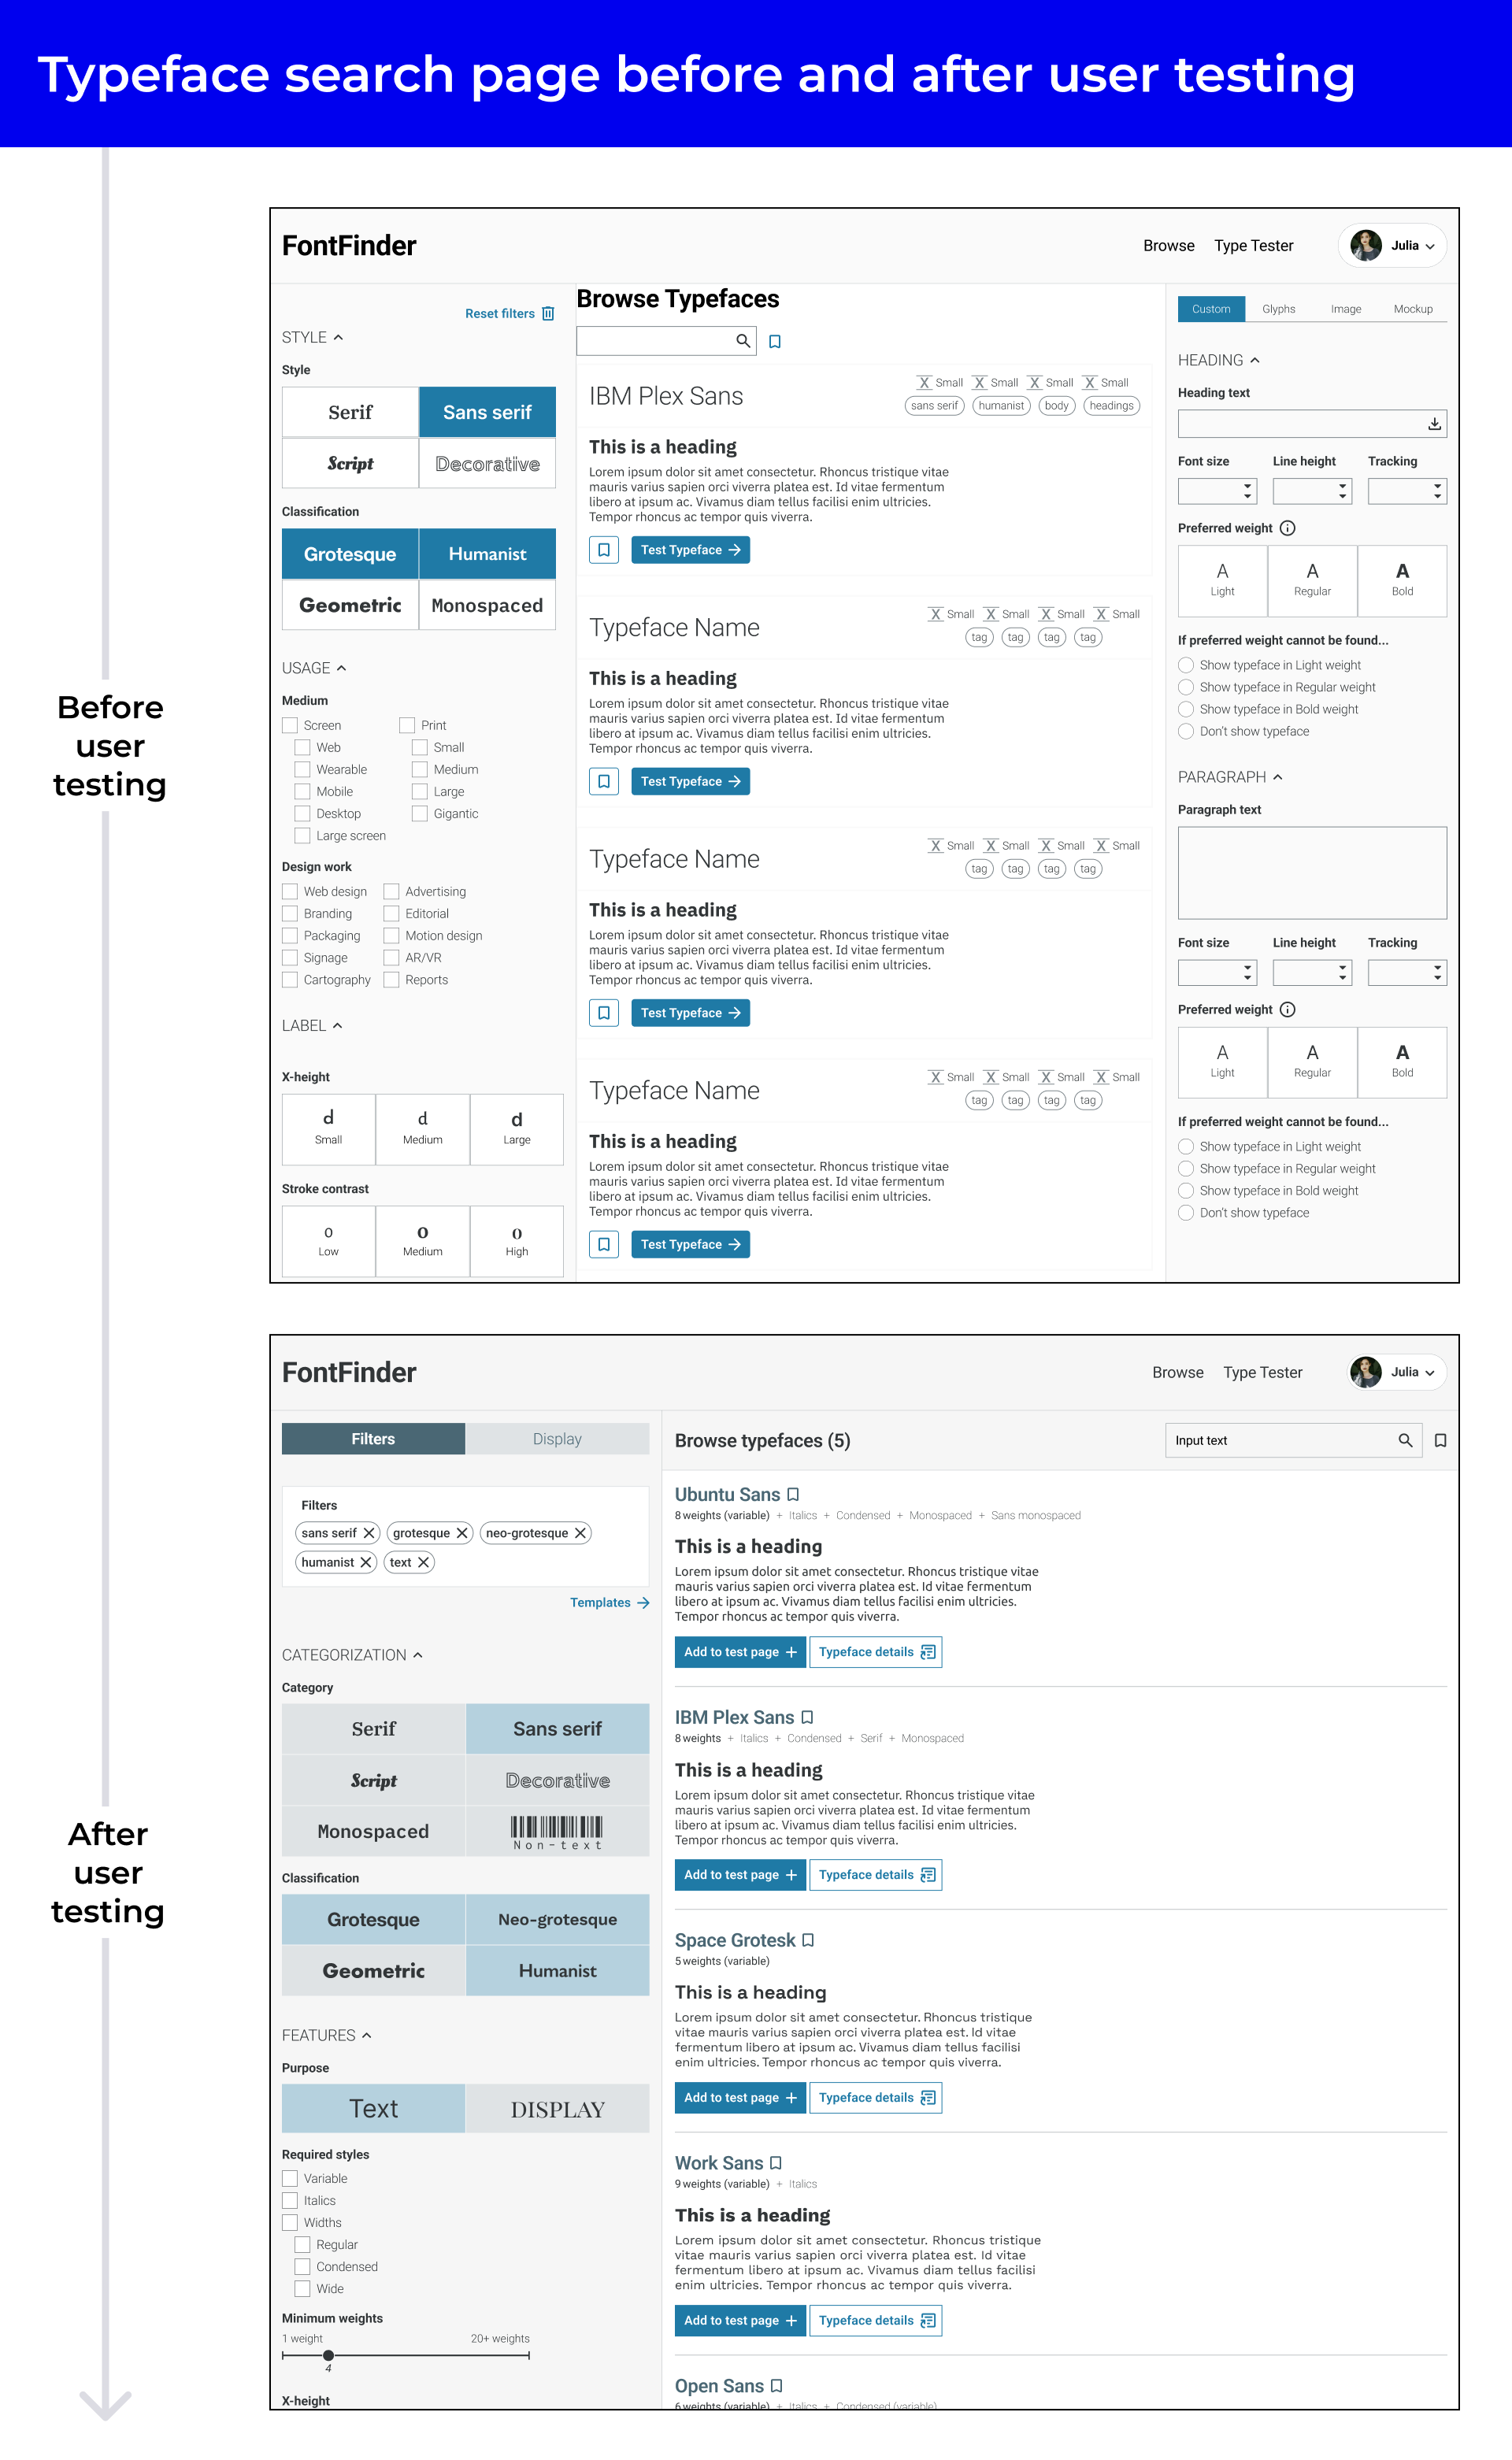 Typeface search page before and after user testing
Before
user
testing
FontFinder
Browse Type Tester Julia
Reset filters
STYLE
Style
Serif Sans serif
Script Decorative
Classification
Grotesque Humanist
Geometric Monospaced
USAGE
Medium
Screen Print
Web Small
Wearable Medium
Mobile Large
Desktop Gigantic
Large screen
Design work
Web design Advertising
Branding Editorial
Packaging Motion design
Signage AR/VR
Cartography Reports
LABEL
X-height
d d d
Small Medium Large
Stroke contrast
o o o
Low Medium High
Browse Typefaces
IBM Plex Sans
X Small X Small X Small X Small
sans serif humanist body headings
This is a heading
Lorem ipsum dolor sit amet consectetur. Rhoncus tristique vitae
mauris varius sapien orci viverra platea est. Id vitae fermentum
libero at ipsum ac. Vivamus diam tellus facilisi enim ultricies.
Tempor rhoncus ac tempor quis viverra.
Test Typeface
Typeface Name
X Small X Small X Small X Small
tag tag tag tag
This is a heading
Lorem ipsum dolor sit amet consectetur. Rhoncus tristique vitae
mauris varius sapien orci viverra platea est. Id vitae fermentum
libero at ipsum ac. Vivamus diam tellus facilisi enim ultricies.
Tempor rhoncus ac tempor quis viverra.
Test Typeface
Typeface Name
X Small X Small X Small X Small
tag tag tag tag
This is a heading
Lorem ipsum dolor sit amet consectetur. Rhoncus tristique vitae
mauris varius sapien orci viverra platea est. Id vitae fermentum
libero at ipsum ac. Vivamus diam tellus facilisi enim ultricies.
Tempor rhoncus ac tempor quis viverra.
Test Typeface
Typeface Name
X Small X Small X Small X Small
tag tag tag tag
This is a heading
Lorem ipsum dolor sit amet consectetur. Rhoncus tristique vitae
mauris varius sapien orci viverra platea est. Id vitae fermentum
libero at ipsum ac. Vivamus diam tellus facilisi enim ultricies.
Tempor rhoncus ac tempor quis viverra.
Test Typeface
Custom Glyphs Image Mockup
HEADING
Heading text
Font size Line height Tracking
Preferred weight
A A A
Light Regular Bold
If preferred weight cannot be found...
Show typeface in Light weight
Show typeface in Regular weight
Show typeface in Bold weight
Don't show typeface
PARAGRAPH
Paragraph text
Font size Line height Tracking
Preferred weight
A A A
Light Regular Bold
If preferred weight cannot be found...
Show typeface in Light weight
Show typeface in Regular weight
Show typeface in Bold weight
Don't show typeface
After
user
testing
FontFinder
Browse Type Tester Julia
Filters Display
Filters
sans serif grotesque neo-grotesque
humanist text
Templates
CATEGORIZATION
Category
Serif Sans serif
Script Decorative
Monospaced Non-text
Classification
Grotesque Neo-grotesque
Geometric Humanist
FEATURES
Purpose
Text DISPLAY
Required styles
Variable
Italics
Widths
Regular
Condensed
Wide
Minimum weights
1 weight 20+ weights
4
X-height
Browse typefaces (5)
Input text
Ubuntu Sans
8 weights (variable) + Italics + Condensed + Monospaced + Sans monospaced
This is a heading
Lorem ipsum dolor sit amet consectetur. Rhoncus tristique vitae
mauris varius sapien orci viverra platea est. Id vitae fermentum
libero at ipsum ac. Vivamus diam tellus facilisi enim ultricies.
Tempor rhoncus ac tempor quis viverra.
Add to test page + Typeface details
IBM Plex Sans
8 weights + Italics + Condensed + Serif + Monospaced
This is a heading
Lorem ipsum dolor sit amet consectetur. Rhoncus tristique vitae
mauris varius sapien orci viverra platea est. Id vitae fermentum
libero at ipsum ac. Vivamus diam tellus facilisi enim ultricies.
Tempor rhoncus ac tempor quis viverra.
Add to test page + Typeface details
Space Grotesk
5 weights (variable)
This is a heading
Lorem ipsum dolor sit amet consectetur. Rhoncus tristique
vitae mauris varius sapien orci viverra platea est. Id vitae
fermentum libero at ipsum ac. Vivamus diam tellus facilisi
enim ultricies. Tempor rhoncus ac tempor quis viverra.
Add to test page + Typeface details
Work Sans
9 weights (variable) + Italics
This is a heading
Lorem ipsum dolor sit amet consectetur. Rhoncus tristique
vitae mauris varius sapien orci viverra platea est. Id vitae
fermentum libero at ipsum ac. Vivamus diam tellus facilisi
enim ultricies. Tempor rhoncus ac tempor quis viverra.
Add to test page + Typeface details
Open Sans
6 weights (variable) + Italics + Condensed (variable)